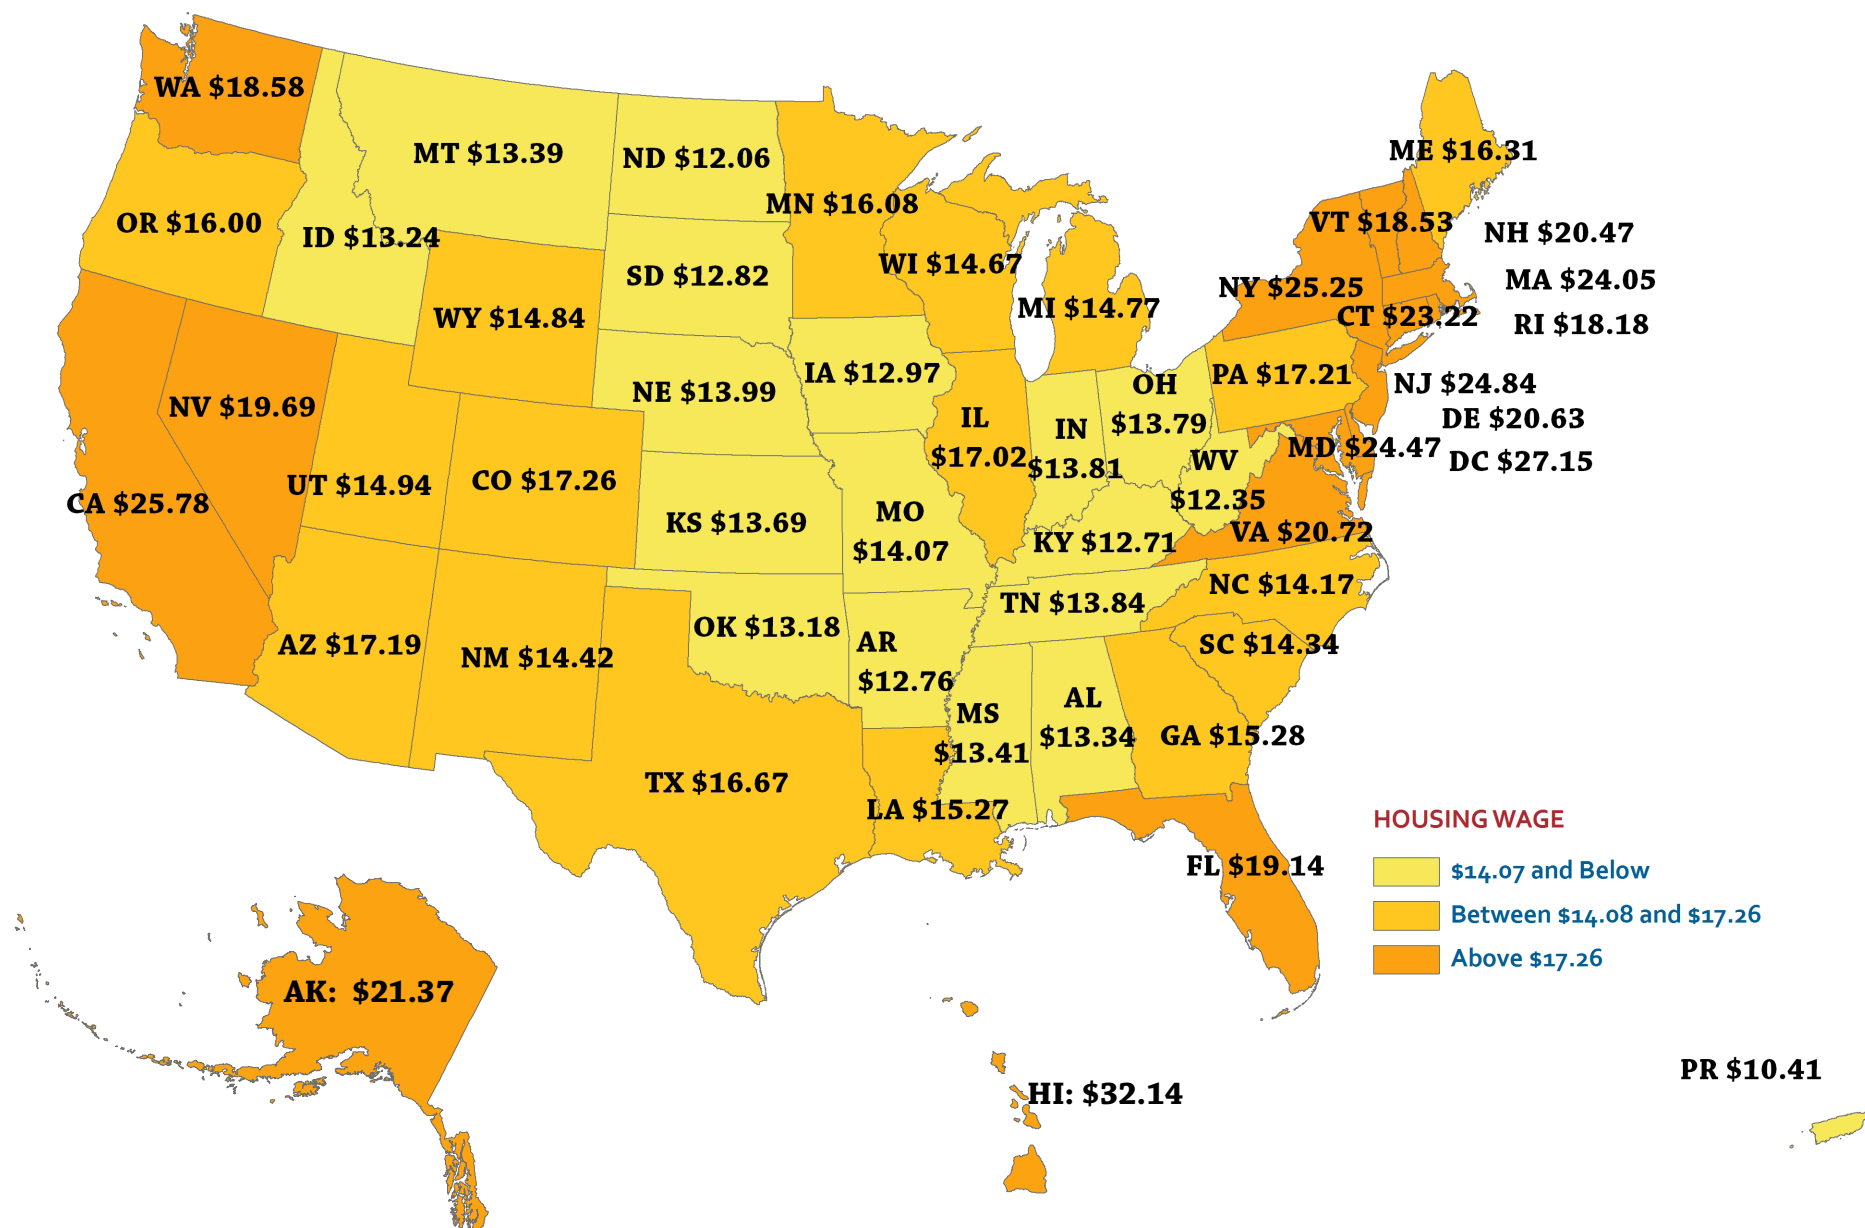 WA $18.58
MT $13.39
ND $12.06
ME $16.31
MN $16.08
OR $16.00
ID $13.24
VT $18.53
NH $20.47
SD $12.82
WI $14.67
MA $24.05
NY $25.25
MI $14.77
WY $14.84
CT $23.22
RI $18.18
IA $12.97
PA $17.21
NJ $24.84
NE $13.99
OH
$13.79
NV $19.69
IL
$17.02
DE $20.63
IN
$13.81
MD $24.47
WV
$12.35
DC $27.15
UT $14.94
CO $17.26
CA $25.78
KS $13.69
MO
$14.07
VA $20.72
KY $12.71
NC $14.17
TN $13.84
OK $13.18
AR
$12.76
AZ $17.19
NM $14.42
SC $14.34
MS
$13.41
AL
$13.34
GA $15.28
TX $16.67
LA $15.27
FL $19.14
HOUSING WAGE
$14.07 and Below
Between $14.08 and $17.26
Above $17.26
AK: $21.37
HI: $32.14
PR $10.41